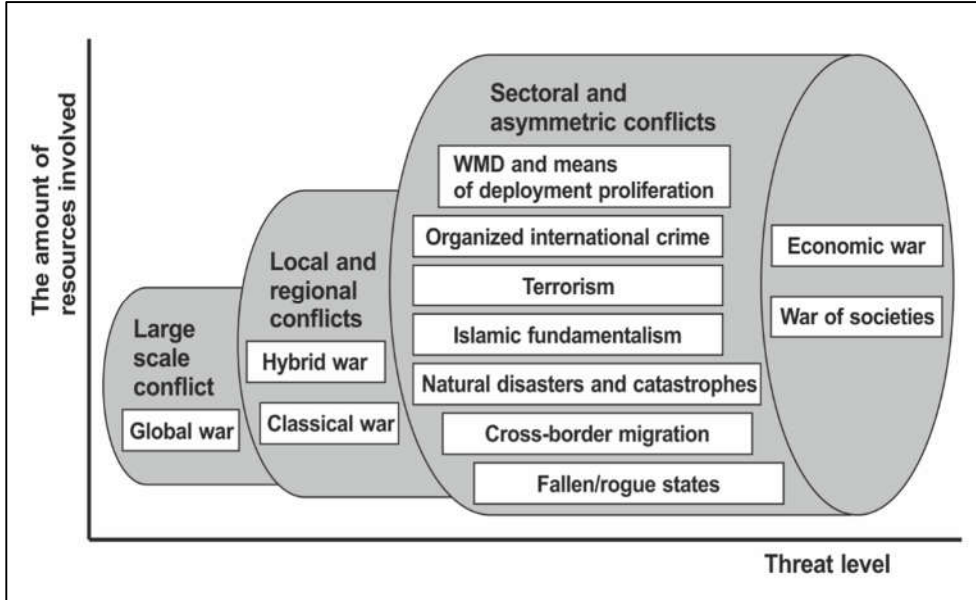 The amount of
resources involved
Large
scale
conflict
Global war
Local and
regional
conflicts
Hybrid war
Classical war
Sectoral and
asymmetric conflicts
WMD and means
of deployment proliferation
Organized international crime
Terrorism
Islamic fundamentalism
Natural disasters and catastrophes
Cross-border migration
Fallen/rogue states
Economic war
War of societies
Threat level